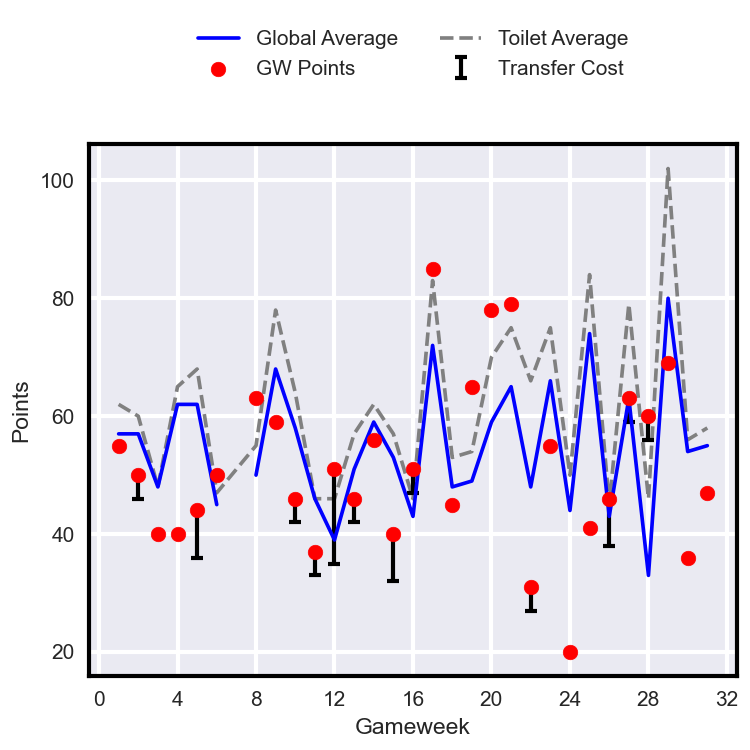 Global Average Toilet Average
GW Points Transfer Cost
100
80
60
40
20
Points
0 4 8 12 16 20 24 28 32
Gameweek